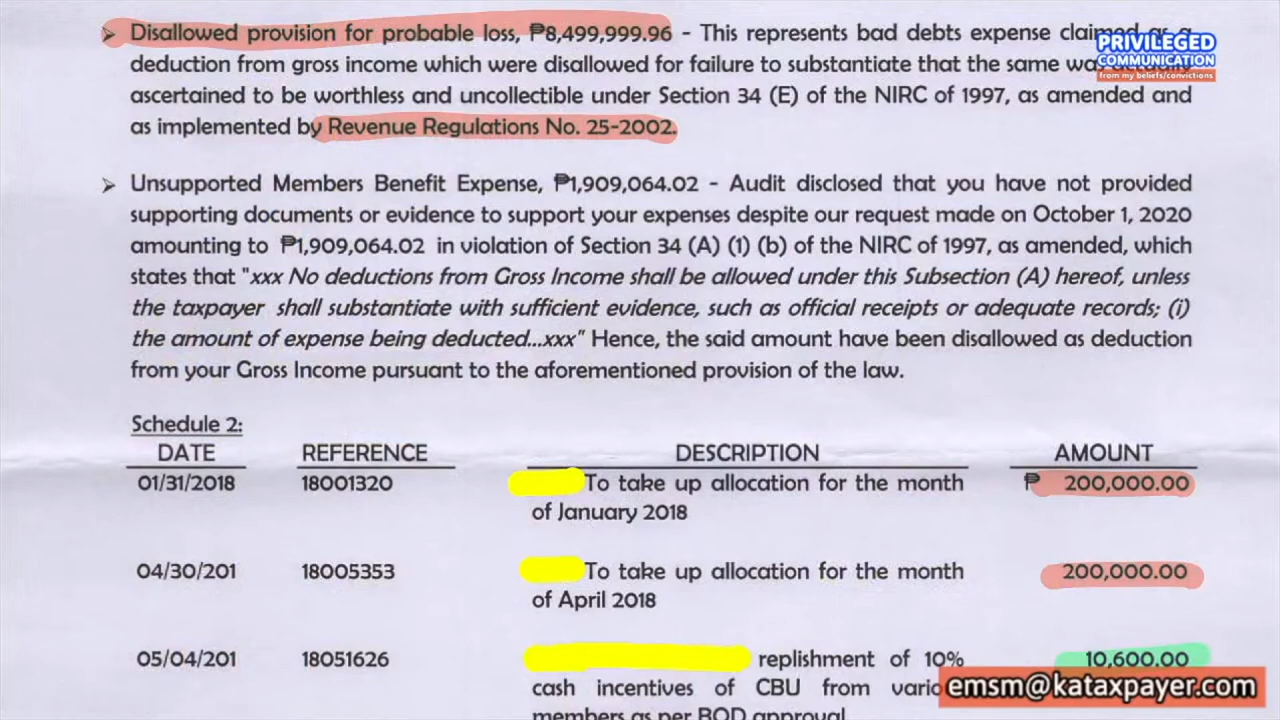 ➢ Disallowed provision for probable loss, ₱8,499,999.96 - This represents bad debts expense claimed as a
deduction from gross income which were disallowed for failure to substantiate that the same was actually
ascertained to be worthless and uncollectible under Section 34 (E) of the NIRC of 1997, as amended and
as implemented by Revenue Regulations No. 25-2002.
PRIVILEGED
COMMUNICATION
from my beliefs/convictions
➢ Unsupported Members Benefit Expense, ₱1,909,064.02 - Audit disclosed that you have not provided
supporting documents or evidence to support your expenses despite our request made on October 1, 2020
amounting to ₱1,909,064.02 in violation of Section 34 (A) (1) (b) of the NIRC of 1997, as amended, which
states that "xxx No deductions from Gross Income shall be allowed under this Subsection (A) hereof, unless
the taxpayer shall substantiate with sufficient evidence, such as official receipts or adequate records; (i)
the amount of expense being deducted...xxx" Hence, the said amount have been disallowed as deduction
from your Gross Income pursuant to the aforementioned provision of the law.
Schedule 2:
DATE REFERENCE DESCRIPTION AMOUNT
01/31/2018 18001320 To take up allocation for the month ₱ 200,000.00
of January 2018
04/30/201 18005353 To take up allocation for the month 200,000.00
of April 2018
05/04/201 18051626 replishment of 10% 10,600.00
cash incentives of CBU from
members as per BOD approval
emsm@kataxpayer.com